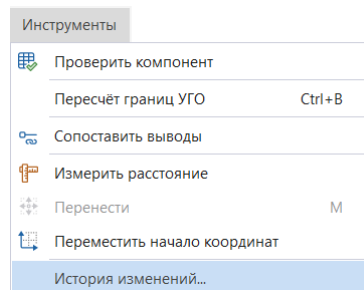 Инструменты
Проверить компонент
Пересчёт границ УГО Ctrl+B
Сопоставить выводы
Измерить расстояние
Перенести M
Переместить начало координат
История изменений...